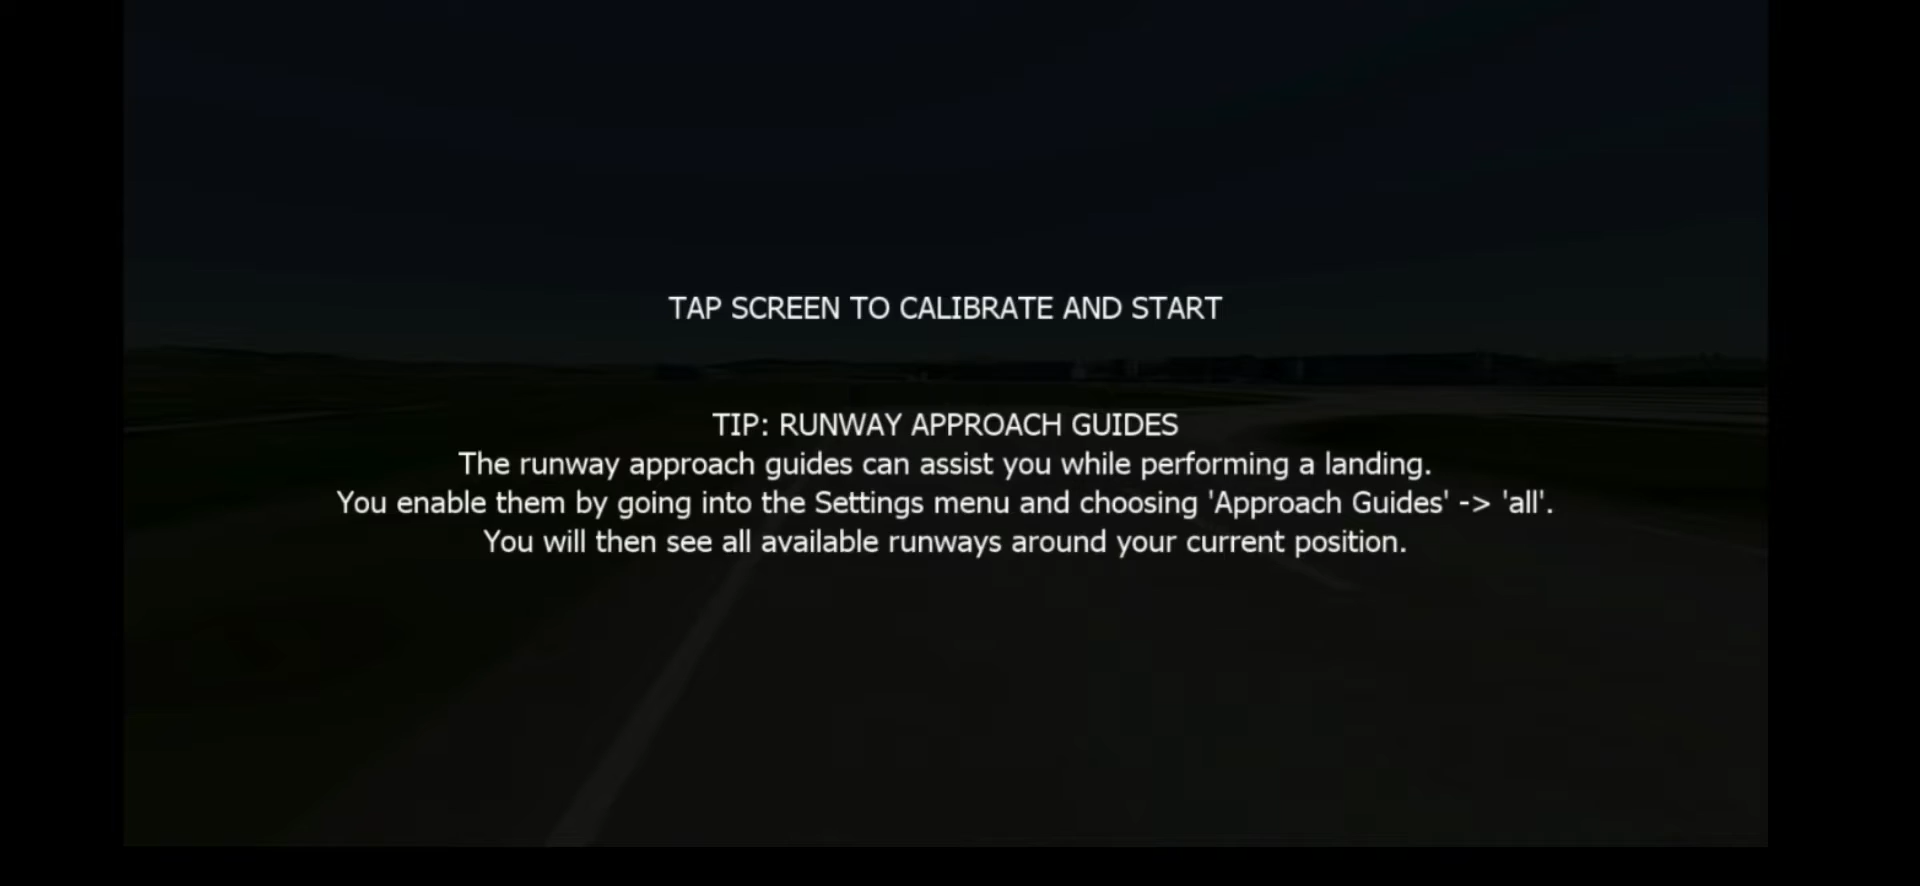 TAP SCREEN TO CALIBRATE AND START
TIP: RUNWAY APPROACH GUIDES
The runway approach guides can assist you while performing a landing.
You enable them by going into the Settings menu and choosing 'Approach Guides' -> 'all'.
You will then see all available runways around your current position.